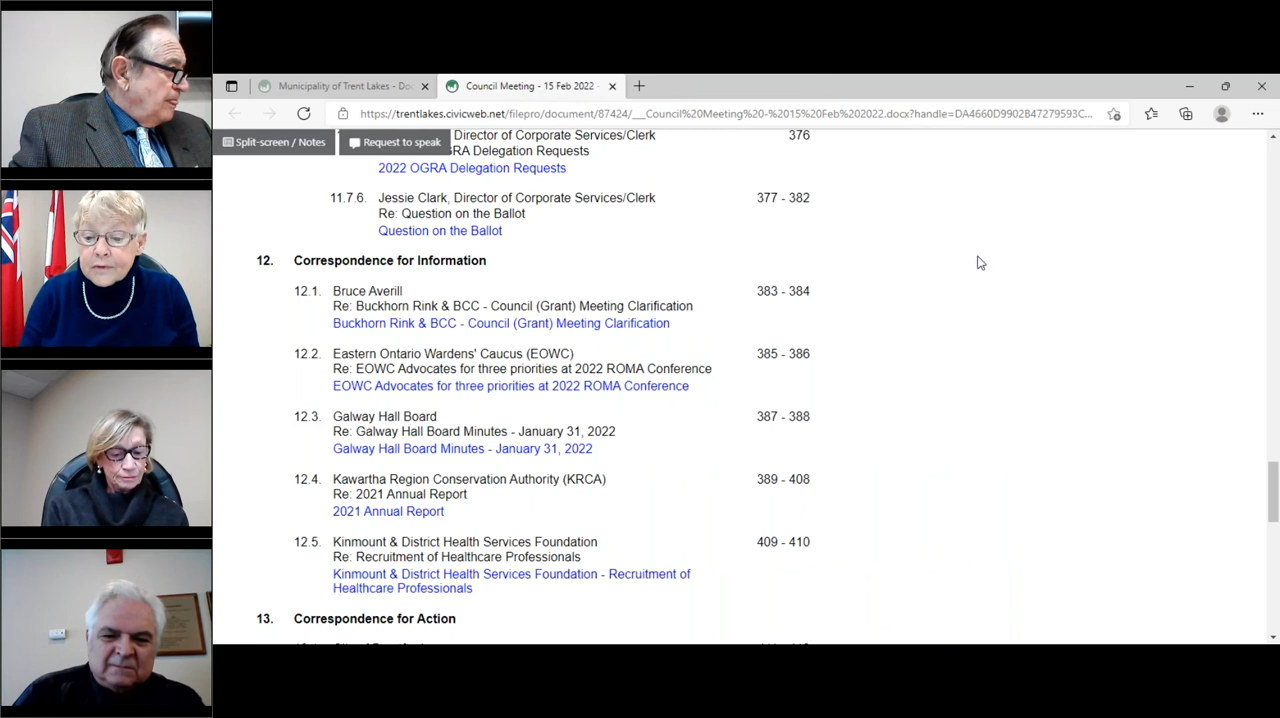 Municipality of Trent Lakes - Do
Council Meeting - 15 Feb 2022 -
https://trentlakes.civicweb.net/filepro/document/87424/___Council%20Meeting%20-%2015%20Feb%202022.docx?handle=DA4660D9902B47279593C...
Split-screen / Notes
Request to speak
Director of Corporate Services/Clerk 376
Delegation Requests
2022 OGRA Delegation Requests
11.7.6. Jessie Clark, Director of Corporate Services/Clerk 377 - 382
Re: Question on the Ballot
Question on the Ballot
12. Correspondence for Information
12.1. Bruce Averill 383 - 384
Re: Buckhorn Rink & BCC - Council (Grant) Meeting Clarification
Buckhorn Rink & BCC - Council (Grant) Meeting Clarification
12.2. Eastern Ontario Wardens' Caucus (EOWC) 385 - 386
Re: EOWC Advocates for three priorities at 2022 ROMA Conference
EOWC Advocates for three priorities at 2022 ROMA Conference
12.3. Galway Hall Board 387 - 388
Re: Galway Hall Board Minutes - January 31, 2022
Galway Hall Board Minutes - January 31, 2022
12.4. Kawartha Region Conservation Authority (KRCA) 389 - 408
Re: 2021 Annual Report
2021 Annual Report
12.5. Kinmount & District Health Services Foundation 409 - 410
Re: Recruitment of Healthcare Professionals
Kinmount & District Health Services Foundation - Recruitment of
Healthcare Professionals
13. Correspondence for Action